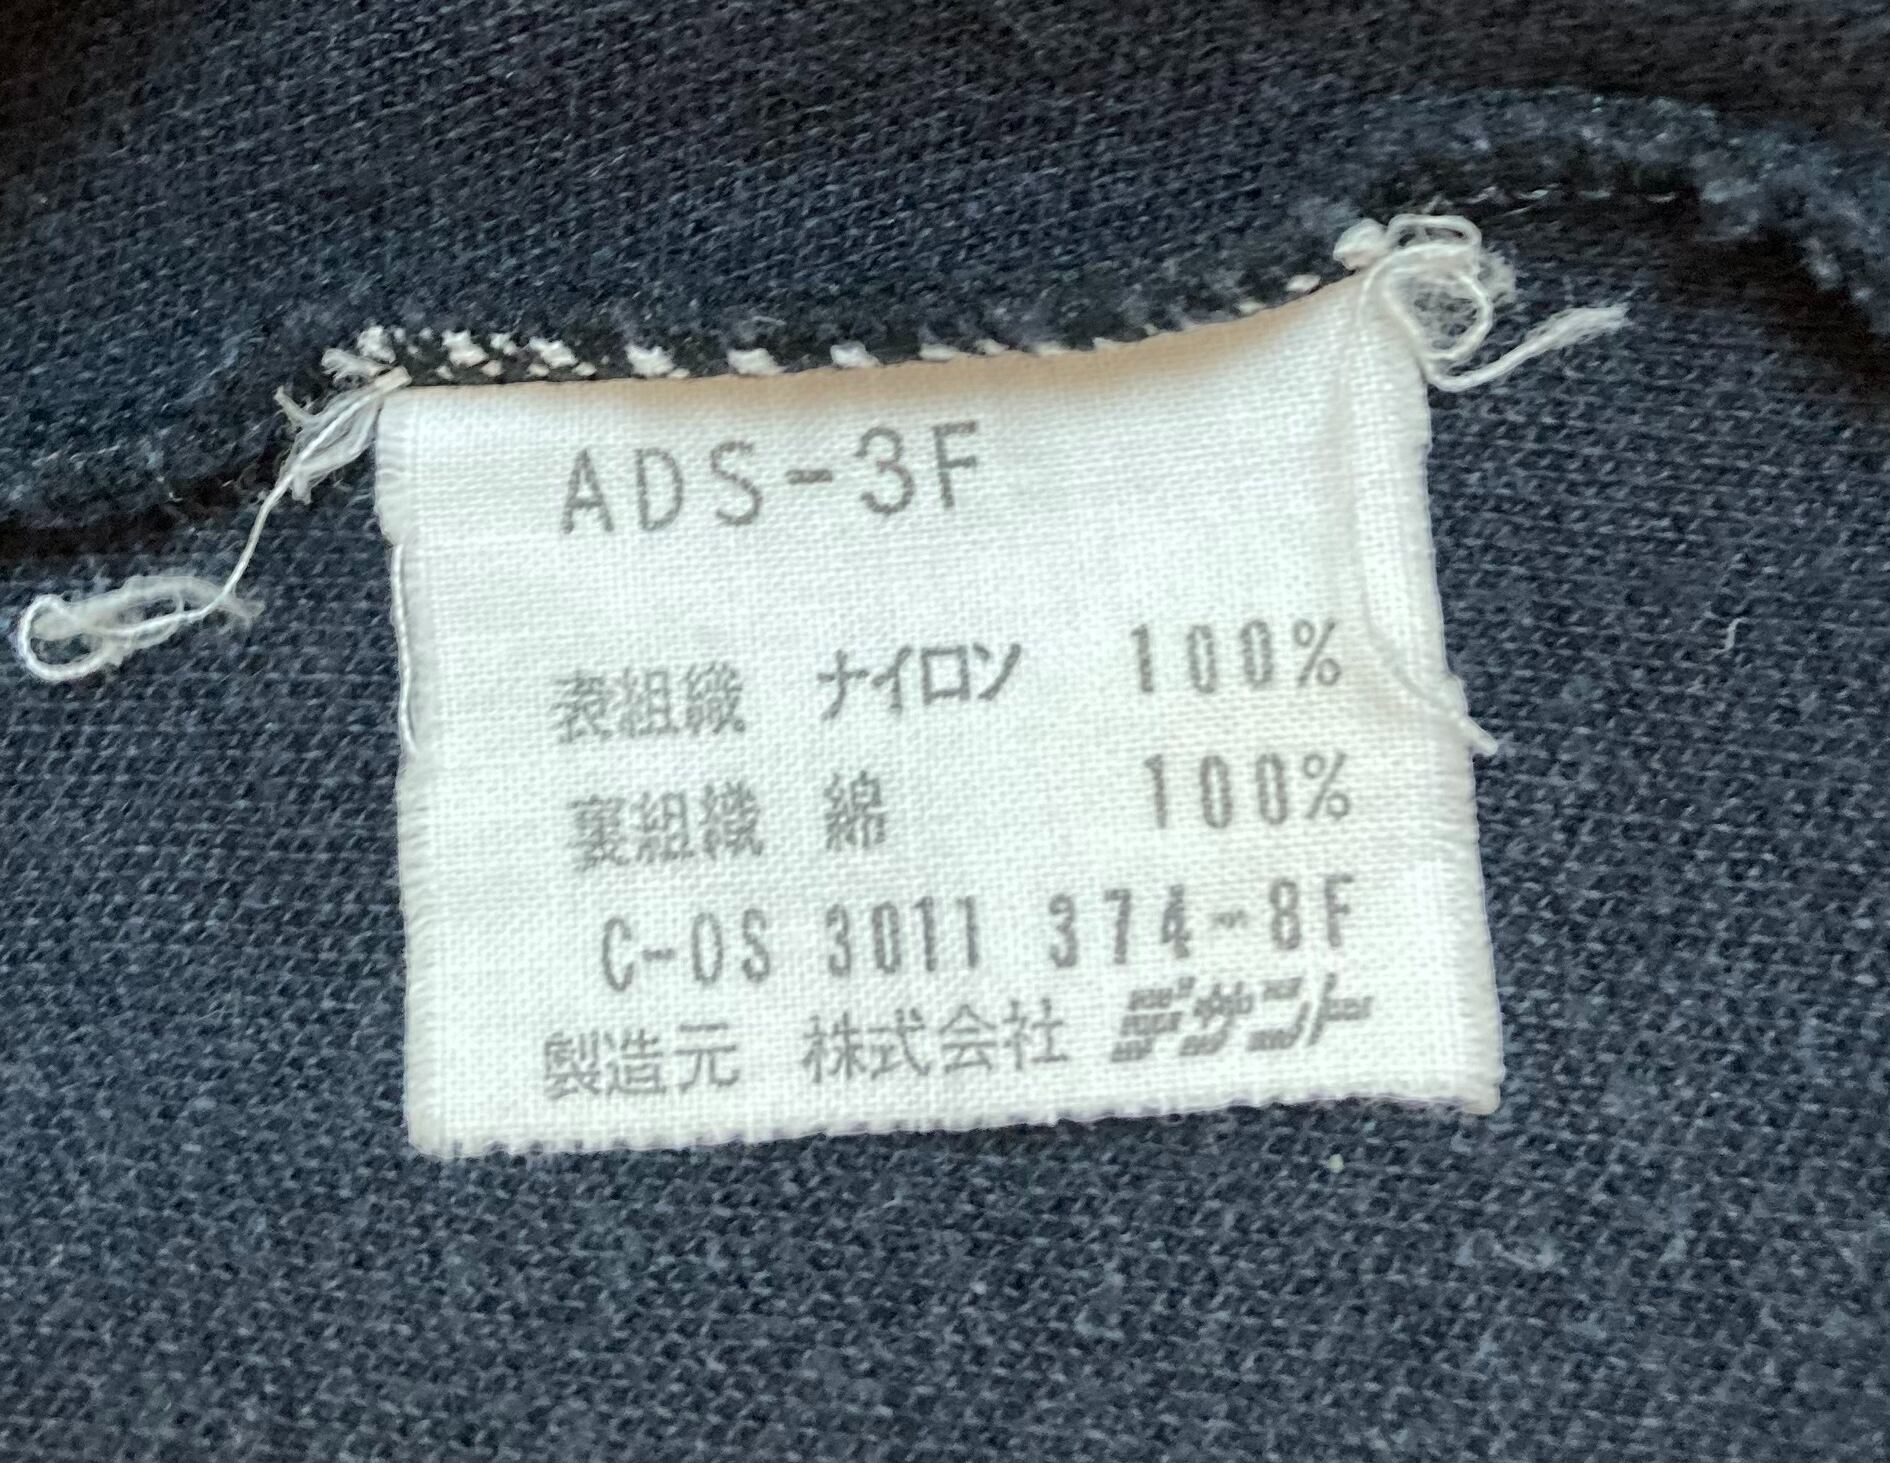 ADS-3F
表組織 ナイロン 100%
裏組織 綿 100%
C-OS 3011 374-8F
製造元 株式会社 デサント